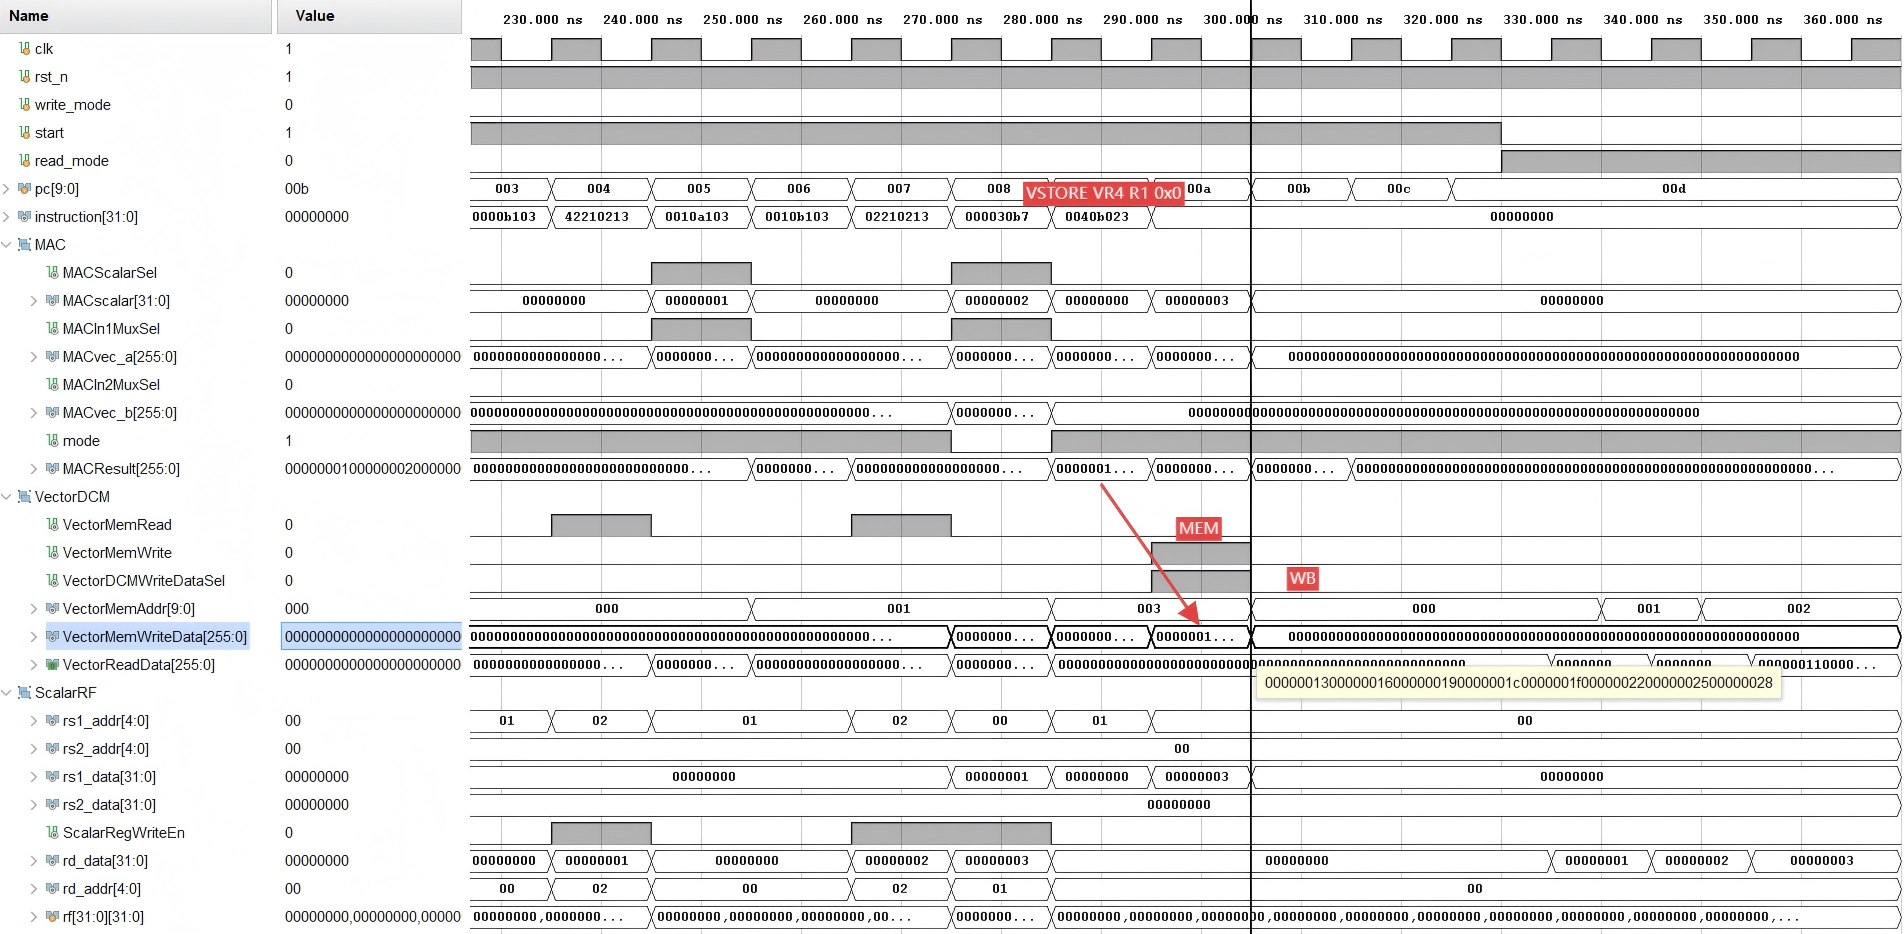 Name Value 230.000 ns 240.000 ns 250.000 ns 260.000 ns 270.000 ns 280.000 ns 290.000 ns 300.000 ns 310.000 ns 320.000 ns 330.000 ns 340.000 ns 350.000 ns 360.000 ns
clk 1
rst_n 1
write_mode 0
start 1
read_mode 0
pc[9:0] 00b 003 004 005 006 007 008 00a 00b 00c 00d
VSTORE VR4 R1 0x0
instruction[31:0] 00000000 0000b103 42210213 0010a103 0010b103 02210213 000030b7 0040b023 00000000
MAC
MACScalarSel 0
MACscalar[31:0] 00000000 00000000 00000001 00000000 00000002 00000000 00000003 00000000
MACIn1MuxSel 0
MACvec_a[255:0] 0000000000000000000000 0000000000000000... 0000000... 0000000000000000... 0000000... 0000000... 0000000... 0000000000000000000000000000000000000000000000000000000000000000
MACIn2MuxSel 0
MACvec_b[255:0] 0000000000000000000000 00000000000000000000000000000000000000000000000000... 0000000... 0000000000000000000000000000000000000000000000000000000000000000
mode 1
MACResult[255:0] 0000000100000002000000 000000000000000000000000000... 0000000... 000000000000000000... 0000001... 0000000... 0000000... 000000000000000000000000000000000000000000000000000000000...
VectorDCM
VectorMemRead 0
MEM
VectorMemWrite 0
VectorDCMWriteDataSel 0
WB
VectorMemAddr[9:0] 000 000 001 003 000 001 002
VectorMemWriteData[255:0] 0000000000000000000000 00000000000000000000000000000000000000000000000000... 0000000... 0000000... 0000001... 0000000000000000000000000000000000000000000000000000000000000000
VectorReadData[255:0] 0000000000000000000000 0000000000000000... 0000000... 000000000000000000... 0000000... 000000000000000000000000000000000000000000000000000 0000000 0000000 000000110000...
0000001300000016000000190000001c0000001f000000220000002500000028
ScalarRF
rs1_addr[4:0] 00 01 02 01 02 00 01 00
rs2_addr[4:0] 00 00
rs1_data[31:0] 00000000 00000000 00000001 00000000 00000003 00000000
rs2_data[31:0] 00000000 00000000
ScalarRegWriteEn 0
rd_data[31:0] 00000000 00000000 00000001 00000000 00000002 00000003 00000000 00000001 00000002 00000003
rd_addr[4:0] 00 00 02 00 02 01 00
rf[31:0][31:0] 00000000,00000000,00000 00000000,0000000... 00000000,00000000,00000000,00... 0000000... 00000000,00000000,00000000,00000000,00000000,00000000,00000000,00000000,00000000,00000000,...